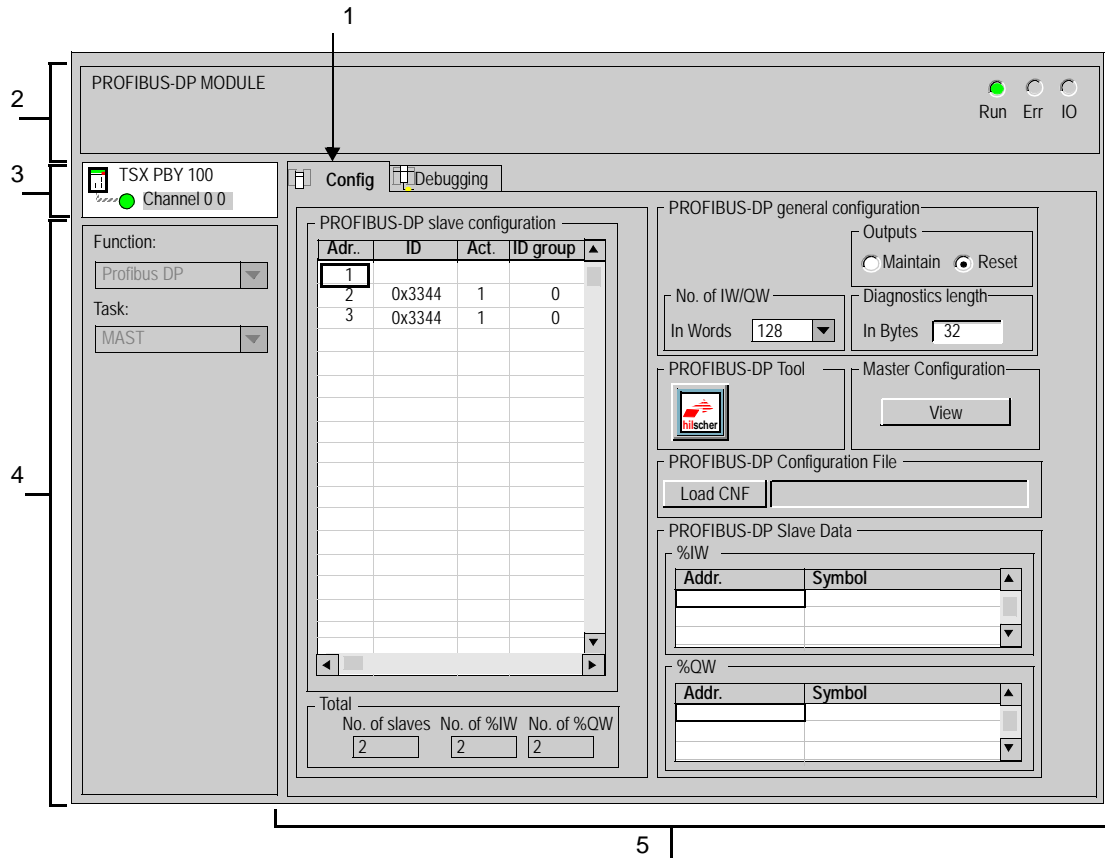 1
2
PROFIBUS-DP MODULE
Run Err IO
3
TSX PBY 100
Channel 0 0
Config Debugging
4
Function:
Profibus DP
Task:
MAST
PROFIBUS-DP slave configuration
Adr.. ID Act. ID group
1
2 0x3344 1 0
3 0x3344 1 0
Total
No. of slaves No. of %IW No. of %QW
2 2 2
PROFIBUS-DP general configuration
Outputs
Maintain Reset
No. of IW/QW
In Words 128
Diagnostics length
In Bytes 32
PROFIBUS-DP Tool
hilscher
Master Configuration
View
PROFIBUS-DP Configuration File
Load CNF
PROFIBUS-DP Slave Data
%IW
Addr. Symbol
%QW
Addr. Symbol
5